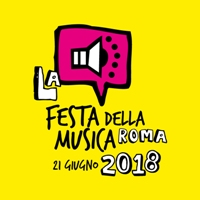 LA
FESTA DELLA
MUSICA ROMA
21 GIUGNO 2018